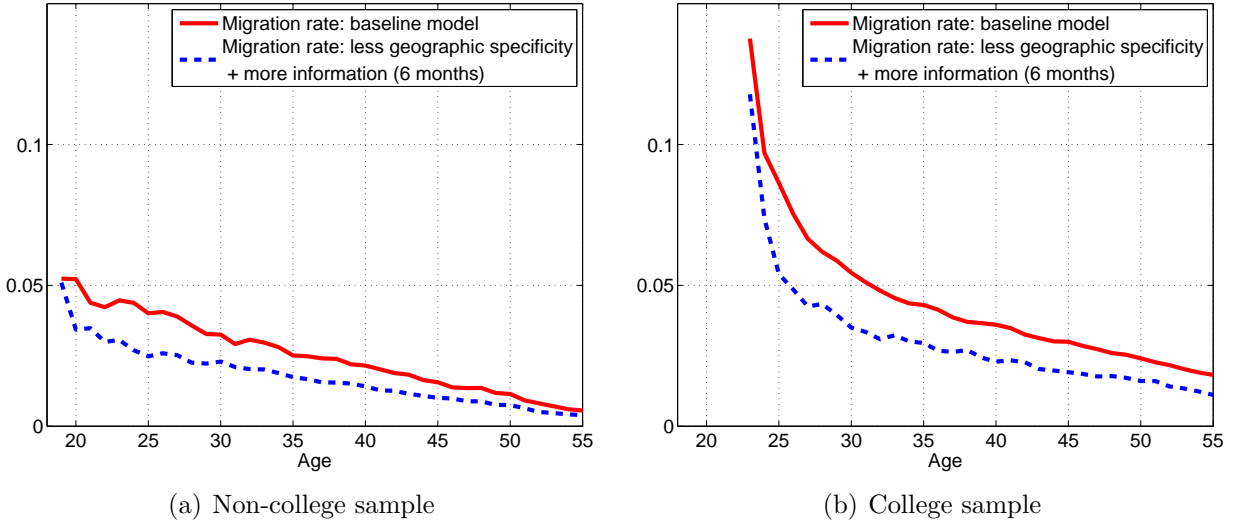 Migration rate: baseline model
Migration rate: less geographic specificity
+ more information (6 months)
0.1
0.05
0
20 25 30 35 40 45 50 55
Age
(a) Non-college sample
Migration rate: baseline model
Migration rate: less geographic specificity
+ more information (6 months)
0.1
0.05
0
20 25 30 35 40 45 50 55
Age
(b) College sample